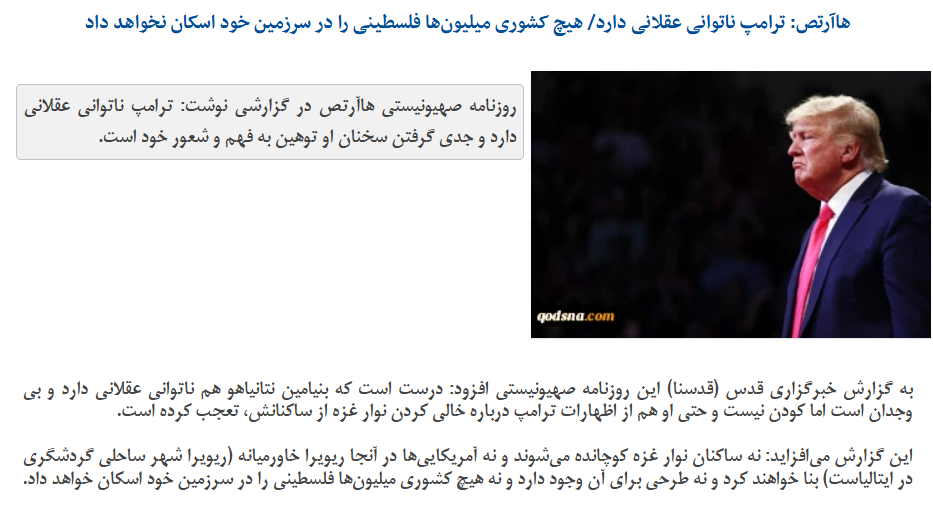 هاآرتص: ترامپ ناتوانی عقلانی دارد/ هیچ کشوری میلیون‌ها فلسطینی را در سرزمین خود اسکان نخواهد داد
روزنامه صهیونیستی هاآرتص در گزارشی نوشت: ترامپ ناتوانی عقلانی
دارد و جدی گرفتن سخنان او توهین به فهم و شعور خود است.
qodsna.com
به گزارش خبرگزاری قدس (قدسنا) این روزنامه صهیونیستی افزود: درست است که بنیامین نتانیاهو هم ناتوانی عقلانی دارد و بی
وجدان است اما کودن نیست و حتی او هم از اظهارات ترامپ درباره خالی کردن نوار غزه از ساکنانش، تعجب کرده است.
این گزارش می‌افزاید: نه ساکنان نوار غزه کوچانده می‌شوند و نه آمریکایی‌ها در آنجا ریویرا خاورمیانه (ریویرا شهر ساحلی گردشگری
در ایتالیاست) بنا خواهند کرد و نه طرحی برای آن وجود دارد و نه هیچ کشوری میلیون‌ها فلسطینی را در سرزمین خود اسکان خواهد داد.